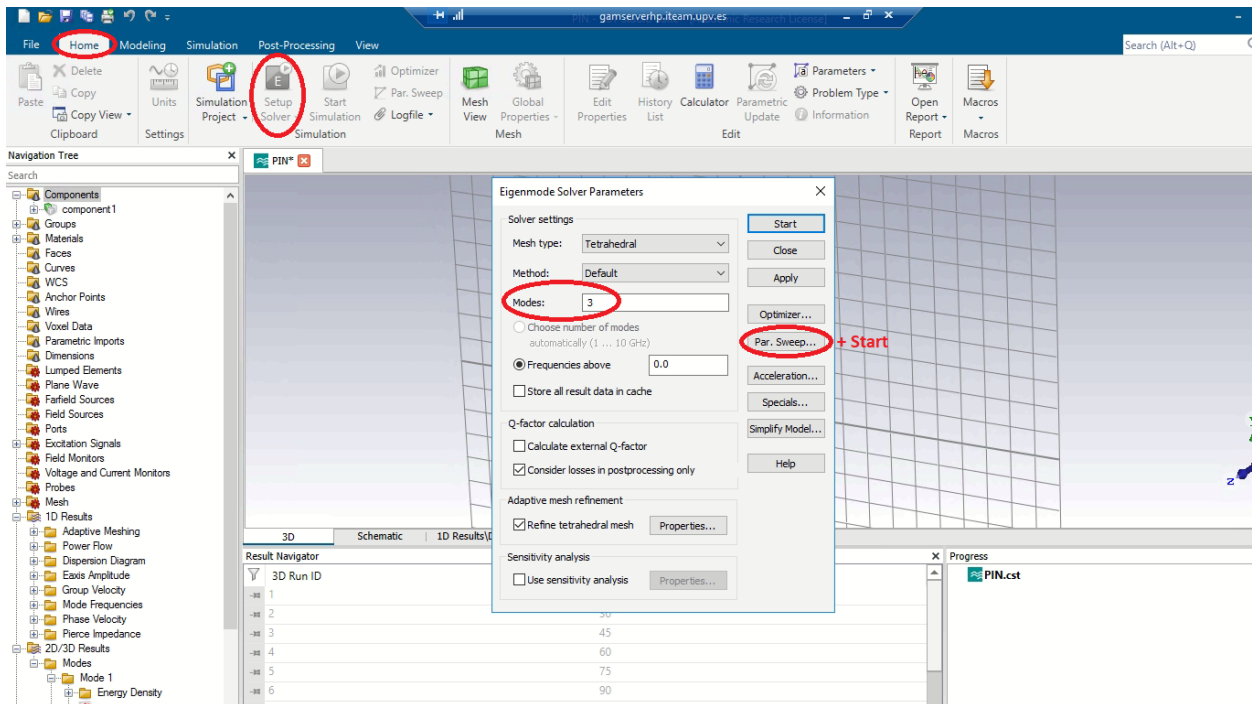 PIN - gamserverhp.iteam.upv.es nic Research License]
File Home Modeling Simulation Post-Processing View
Search (Alt+Q)
Paste
Delete
Copy
Copy View
Clipboard
Units
Settings
Simulation Project
Setup Solver
Start Simulation
Optimizer
Par. Sweep
Logfile
Simulation
Mesh View
Global Properties
Mesh
Edit Properties
History List
Calculator
Parametric Update
Parameters
Problem Type
Information
Edit
Open Report
Report
Macros
Macros
Navigation Tree
Search
Components
component1
Groups
Materials
Faces
Curves
WCS
Anchor Points
Wires
Voxel Data
Parametric Imports
Dimensions
Lumped Elements
Plane Wave
Farfield Sources
Field Sources
Ports
Excitation Signals
Field Monitors
Voltage and Current Monitors
Probes
Mesh
1D Results
Adaptive Meshing
Power Flow
Dispersion Diagram
Eaxis Amplitude
Group Velocity
Mode Frequencies
Phase Velocity
Pierce Impedance
2D/3D Results
Modes
Mode 1
Energy Density
PIN*
Eigenmode Solver Parameters
Solver settings
Mesh type: Tetrahedral
Method: Default
Modes: 3
Choose number of modes
automatically (1 ... 10 GHz)
Frequencies above 0.0
Store all result data in cache
Q-factor calculation
Calculate external Q-factor
Consider losses in postprocessing only
Adaptive mesh refinement
Refine tetrahedral mesh Properties...
Sensitivity analysis
Use sensitivity analysis Properties...
Start
Close
Apply
Optimizer...
Par. Sweep... + Start
Acceleration...
Specials...
Simplify Model...
Help
z
3D Schematic 1D Results\
Result Navigator
3D Run ID
1
2 30
3 45
4 60
5 75
6 90
Progress
PIN.cst